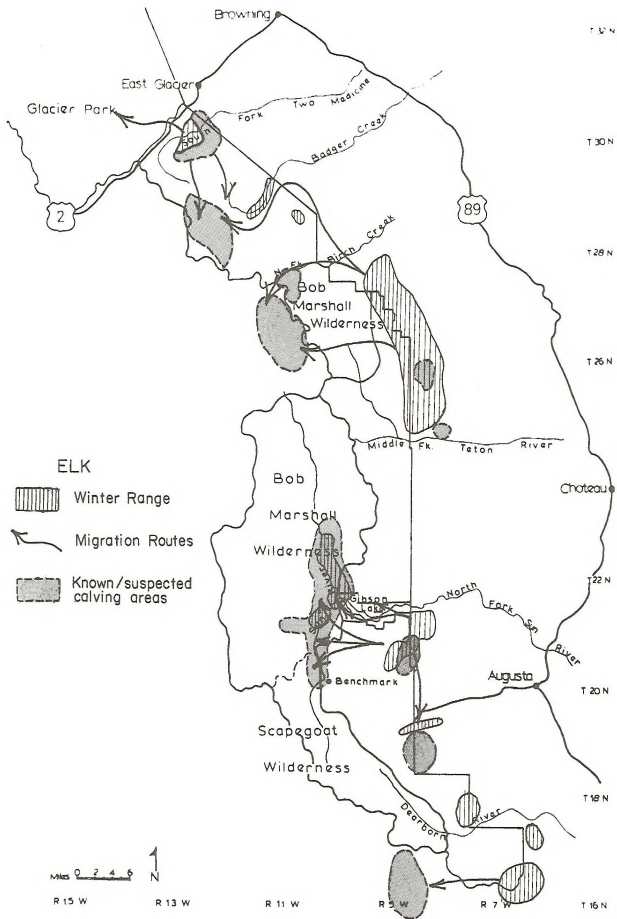 Browning
T 32 N
East Glacier
Glacier Park
Fork Two Medicine
South
Badger Creek
T 30 N
2
89
Birch Creek
N. Fk.
T 28 N
Bob
Marshall
Wilderness
T 26 N
Middle Fk. Teton River
ELK
Winter Range
Migration Routes
Known/suspected
calving areas
Bob
Marshall
Wilderness
Chateau
T 22 N
Gibson
Lake
North Fork Sun River
Benchmark
Augusta
T 20 N
Scapegoat
Wilderness
T 18 N
Dearborn River
Miles 0 2 4 6
N
R 15 W
R 13 W
R 11 W
R 9 W
R 7 W
T 16 N